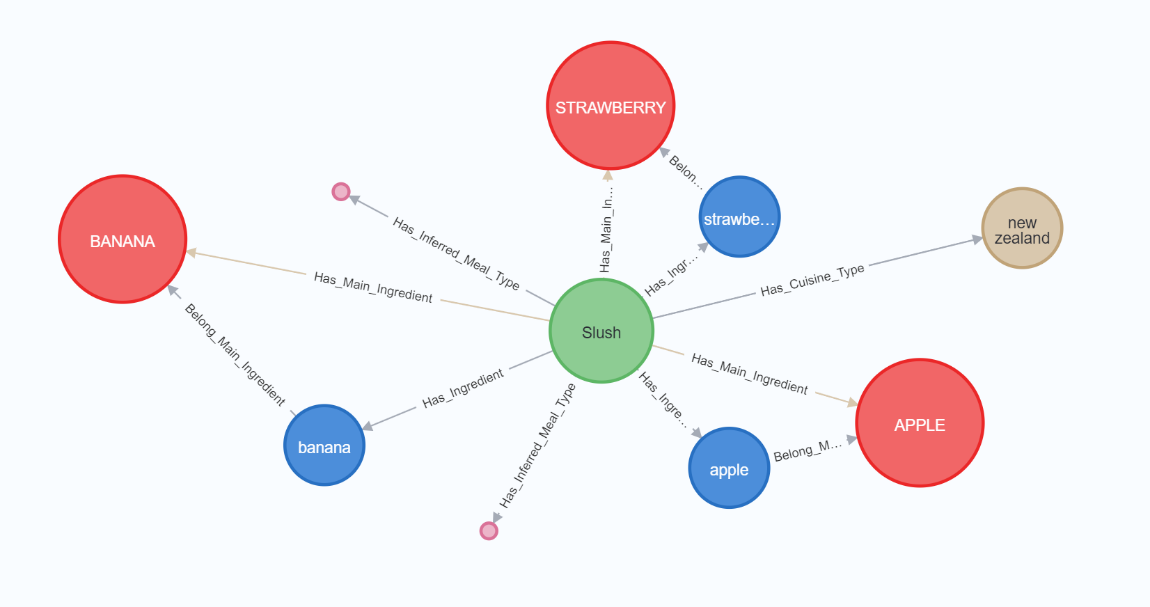 STRAWBERRY
Belon...
strawbe...
new
zealand
BANANA
Has_Inferred_Meal_Type
Has_Main_In...
Has_Ingr...
Has_Cuisine_Type
Has_Main_Ingredient
Slush
Belong_Main_Ingredient
Has_Ingredient
Has_Main_Ingredient
Has_Ingre...
APPLE
banana
Has_Inferred_Meal_Type
apple
Belong_M...